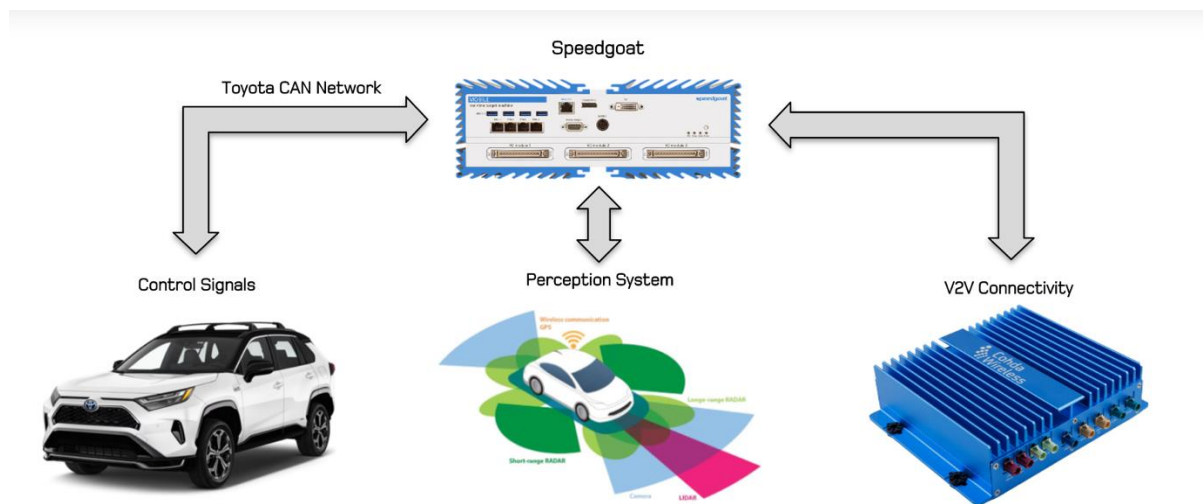 Speedgoat
Toyota CAN Network
MOBILE
speedgoat
Control Signals
Perception System
V2V Connectivity
Wireless communication
GPS
Long-range RADAR
Short-range RADAR
Camera
LIDAR
Cohda
Wireless